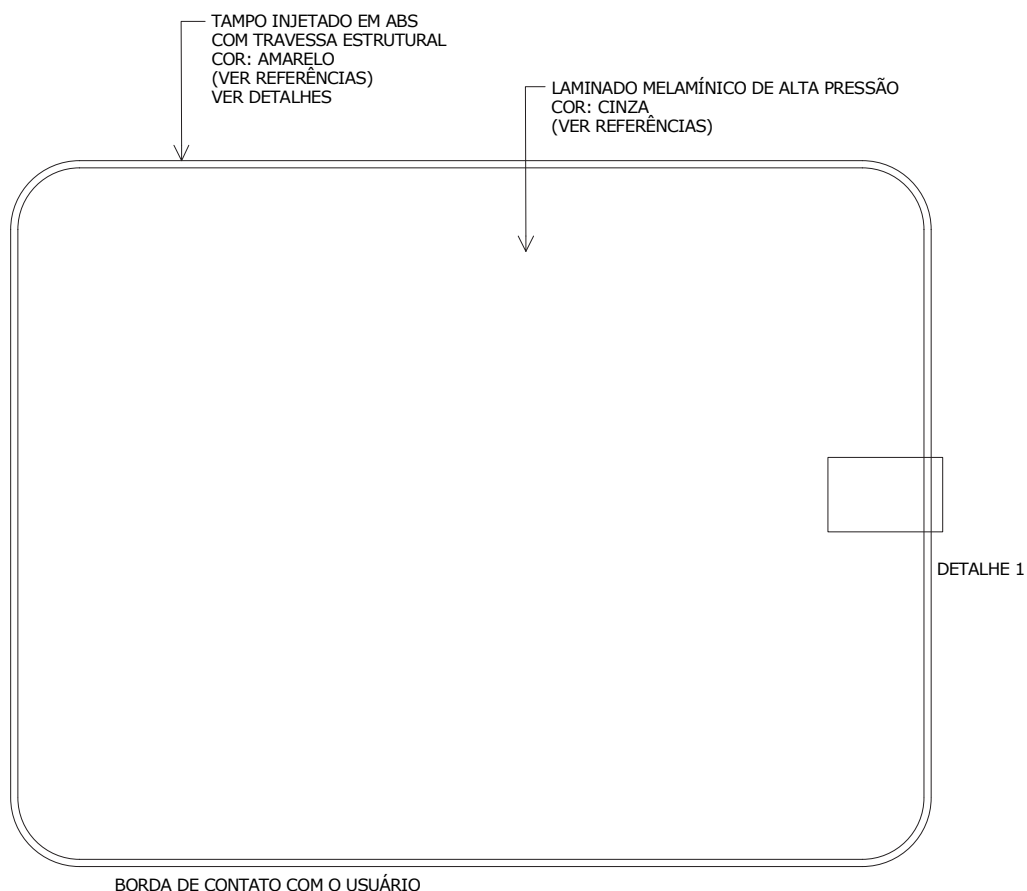 TAMPO INJETADO EM ABS
COM TRAVESSA ESTRUTURAL
COR: AMARELO
(VER REFERÊNCIAS)
VER DETALHES
LAMINADO MELAMÍNICO DE ALTA PRESSÃO
COR: CINZA
(VER REFERÊNCIAS)
DETALHE 1
BORDA DE CONTATO COM O USUÁRIO